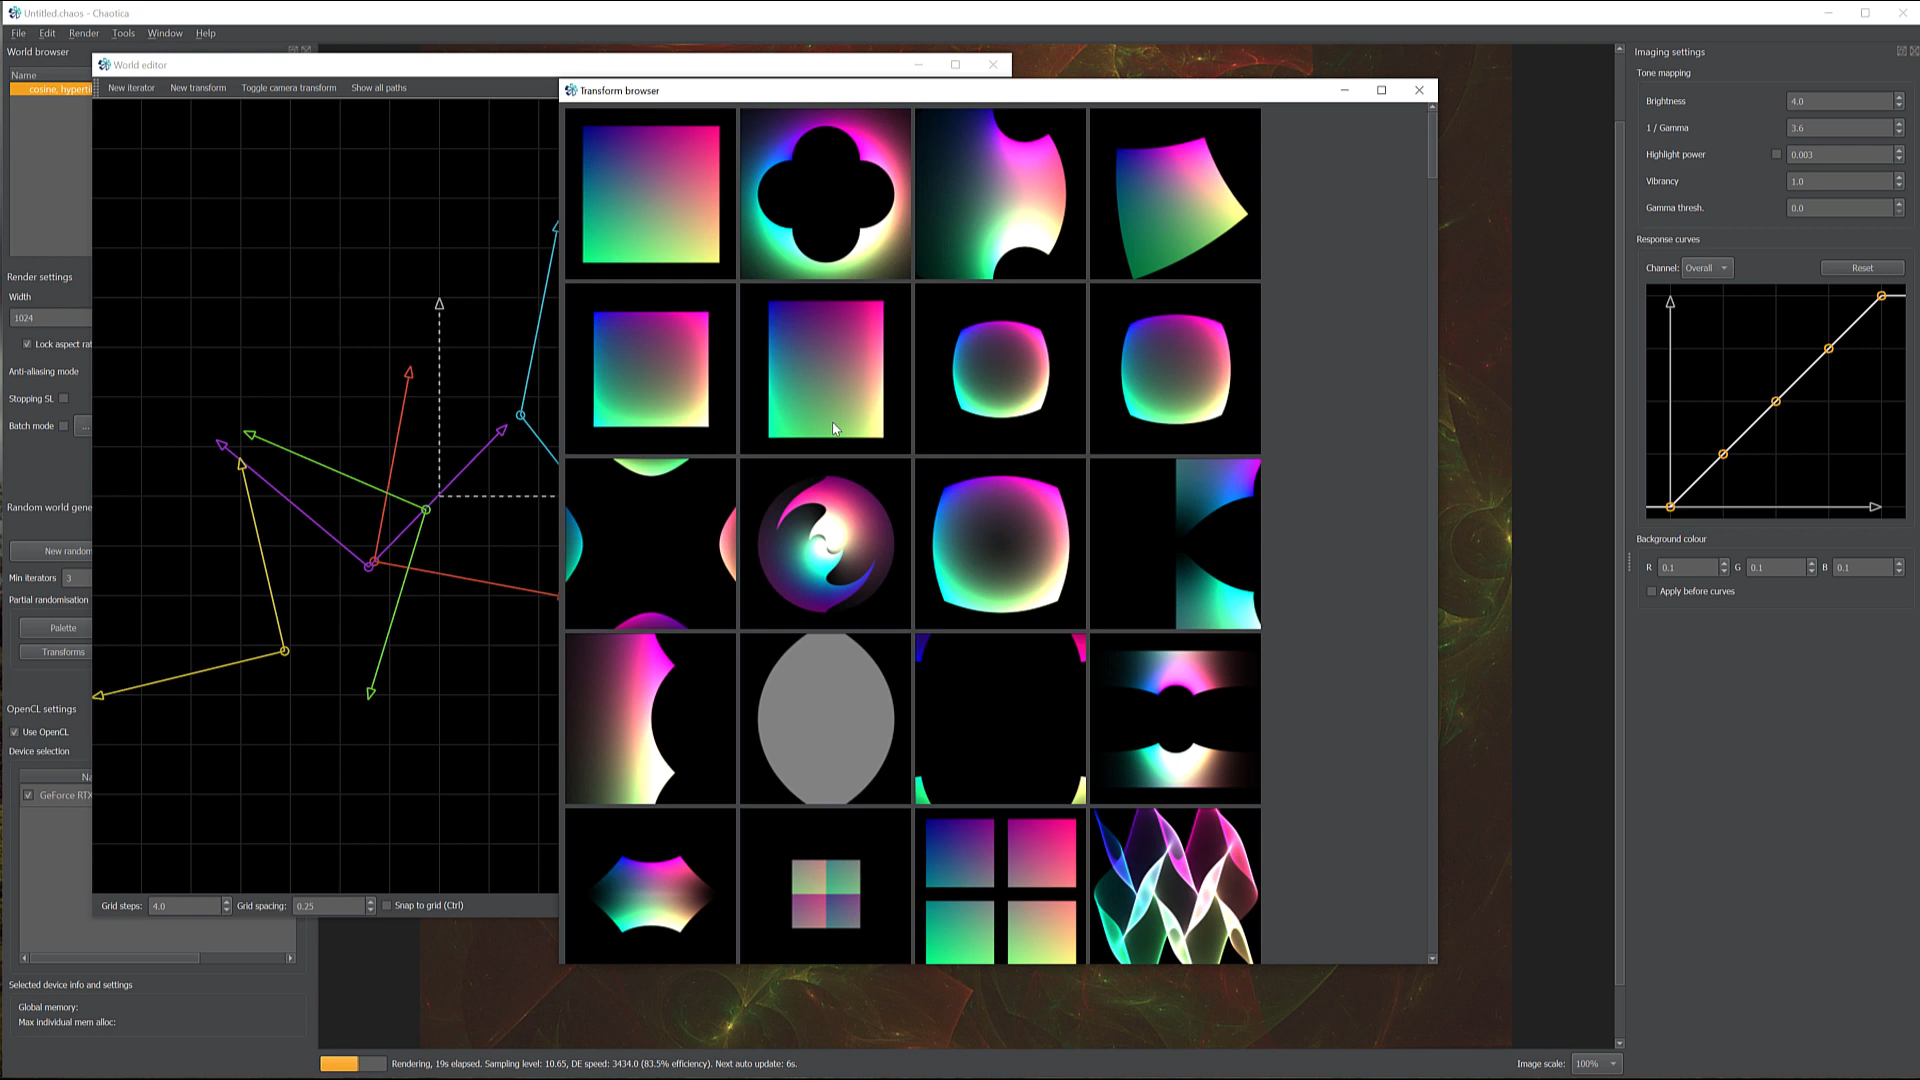 Untitled.chaos - Chaotica
File Edit Render Tools Window Help
World browser
Name
cosine, hyperti
Render settings
Width
1024
Lock aspect rat
Anti-aliasing mode
Stopping SL
Batch mode ...
Random world gene
New random
Min iterators 3
Partial randomisation
Palette
Transforms
OpenCL settings
Use OpenCL
Device selection
Na
GeForce RTX
Selected device info and settings
Global memory:
Max individual mem alloc:
World editor
New iterator New transform Toggle camera transform Show all paths
Grid steps: 4.0 Grid spacing: 0.25 Snap to grid (Ctrl)
Transform browser
Rendering, 19s elapsed. Sampling level: 10.65, DE speed: 3434.0 (83.5% efficiency). Next auto update: 6s.
Image scale: 100%
Imaging settings
Tone mapping
Brightness 4.0
1 / Gamma 3.6
Highlight power 0.003
Vibrancy 1.0
Gamma thresh. 0.0
Response curves
Channel: Overall Reset
Background colour
R 0.1 G 0.1 B 0.1
Apply before curves